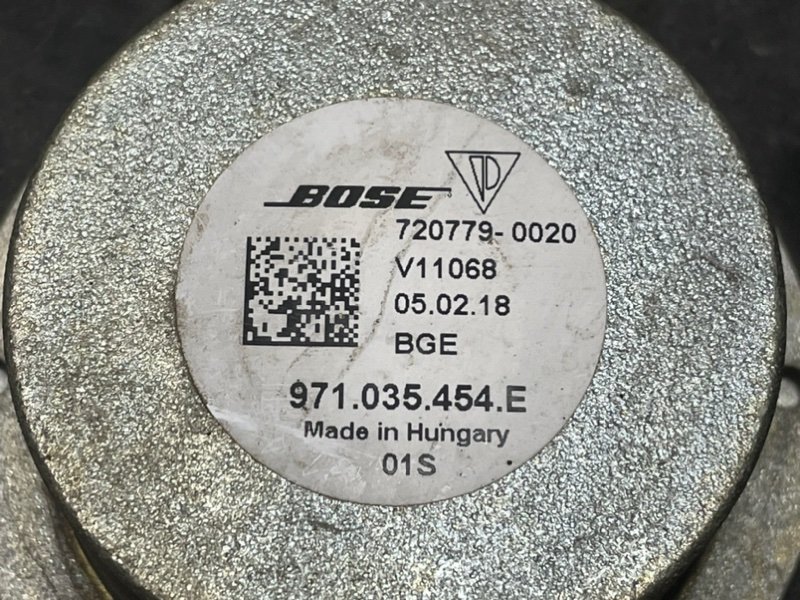 BOSE
720779-0020
V11068
05.02.18
BGE
971.035.454.E
Made in Hungary
01S